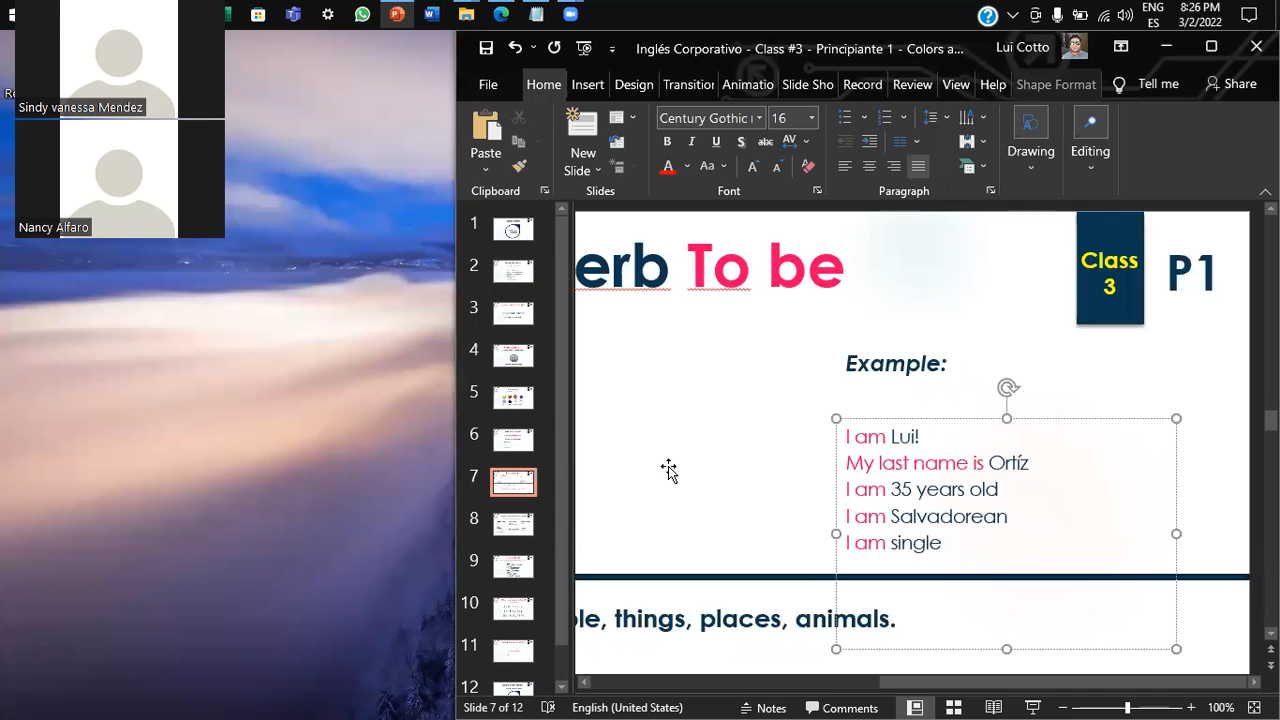 ENG
ES
8:26 PM
3/2/2022
Sindy vanessa Mendez
Nancy Alfaro
Inglés Corporativo - Class #3 - Principiante 1 - Colors a...
Lui Cotto
File
Home
Insert
Design
Transition
Animatio
Slide Sho
Record
Review
View
Help
Shape Format
Tell me
Share
Paste
New
Slide
Century Gothic
16
Drawing
Editing
Clipboard
Slides
Font
Paragraph
1
2
3
4
5
6
7
8
9
10
11
12
erb To be
Class
3
P1
Example:
I am Lui!
My last name is Ortíz
I am 35 years old
I am Salvadorean
I am single
ple, things, places, animals.
Slide 7 of 12
English (United States)
Notes
Comments
100%